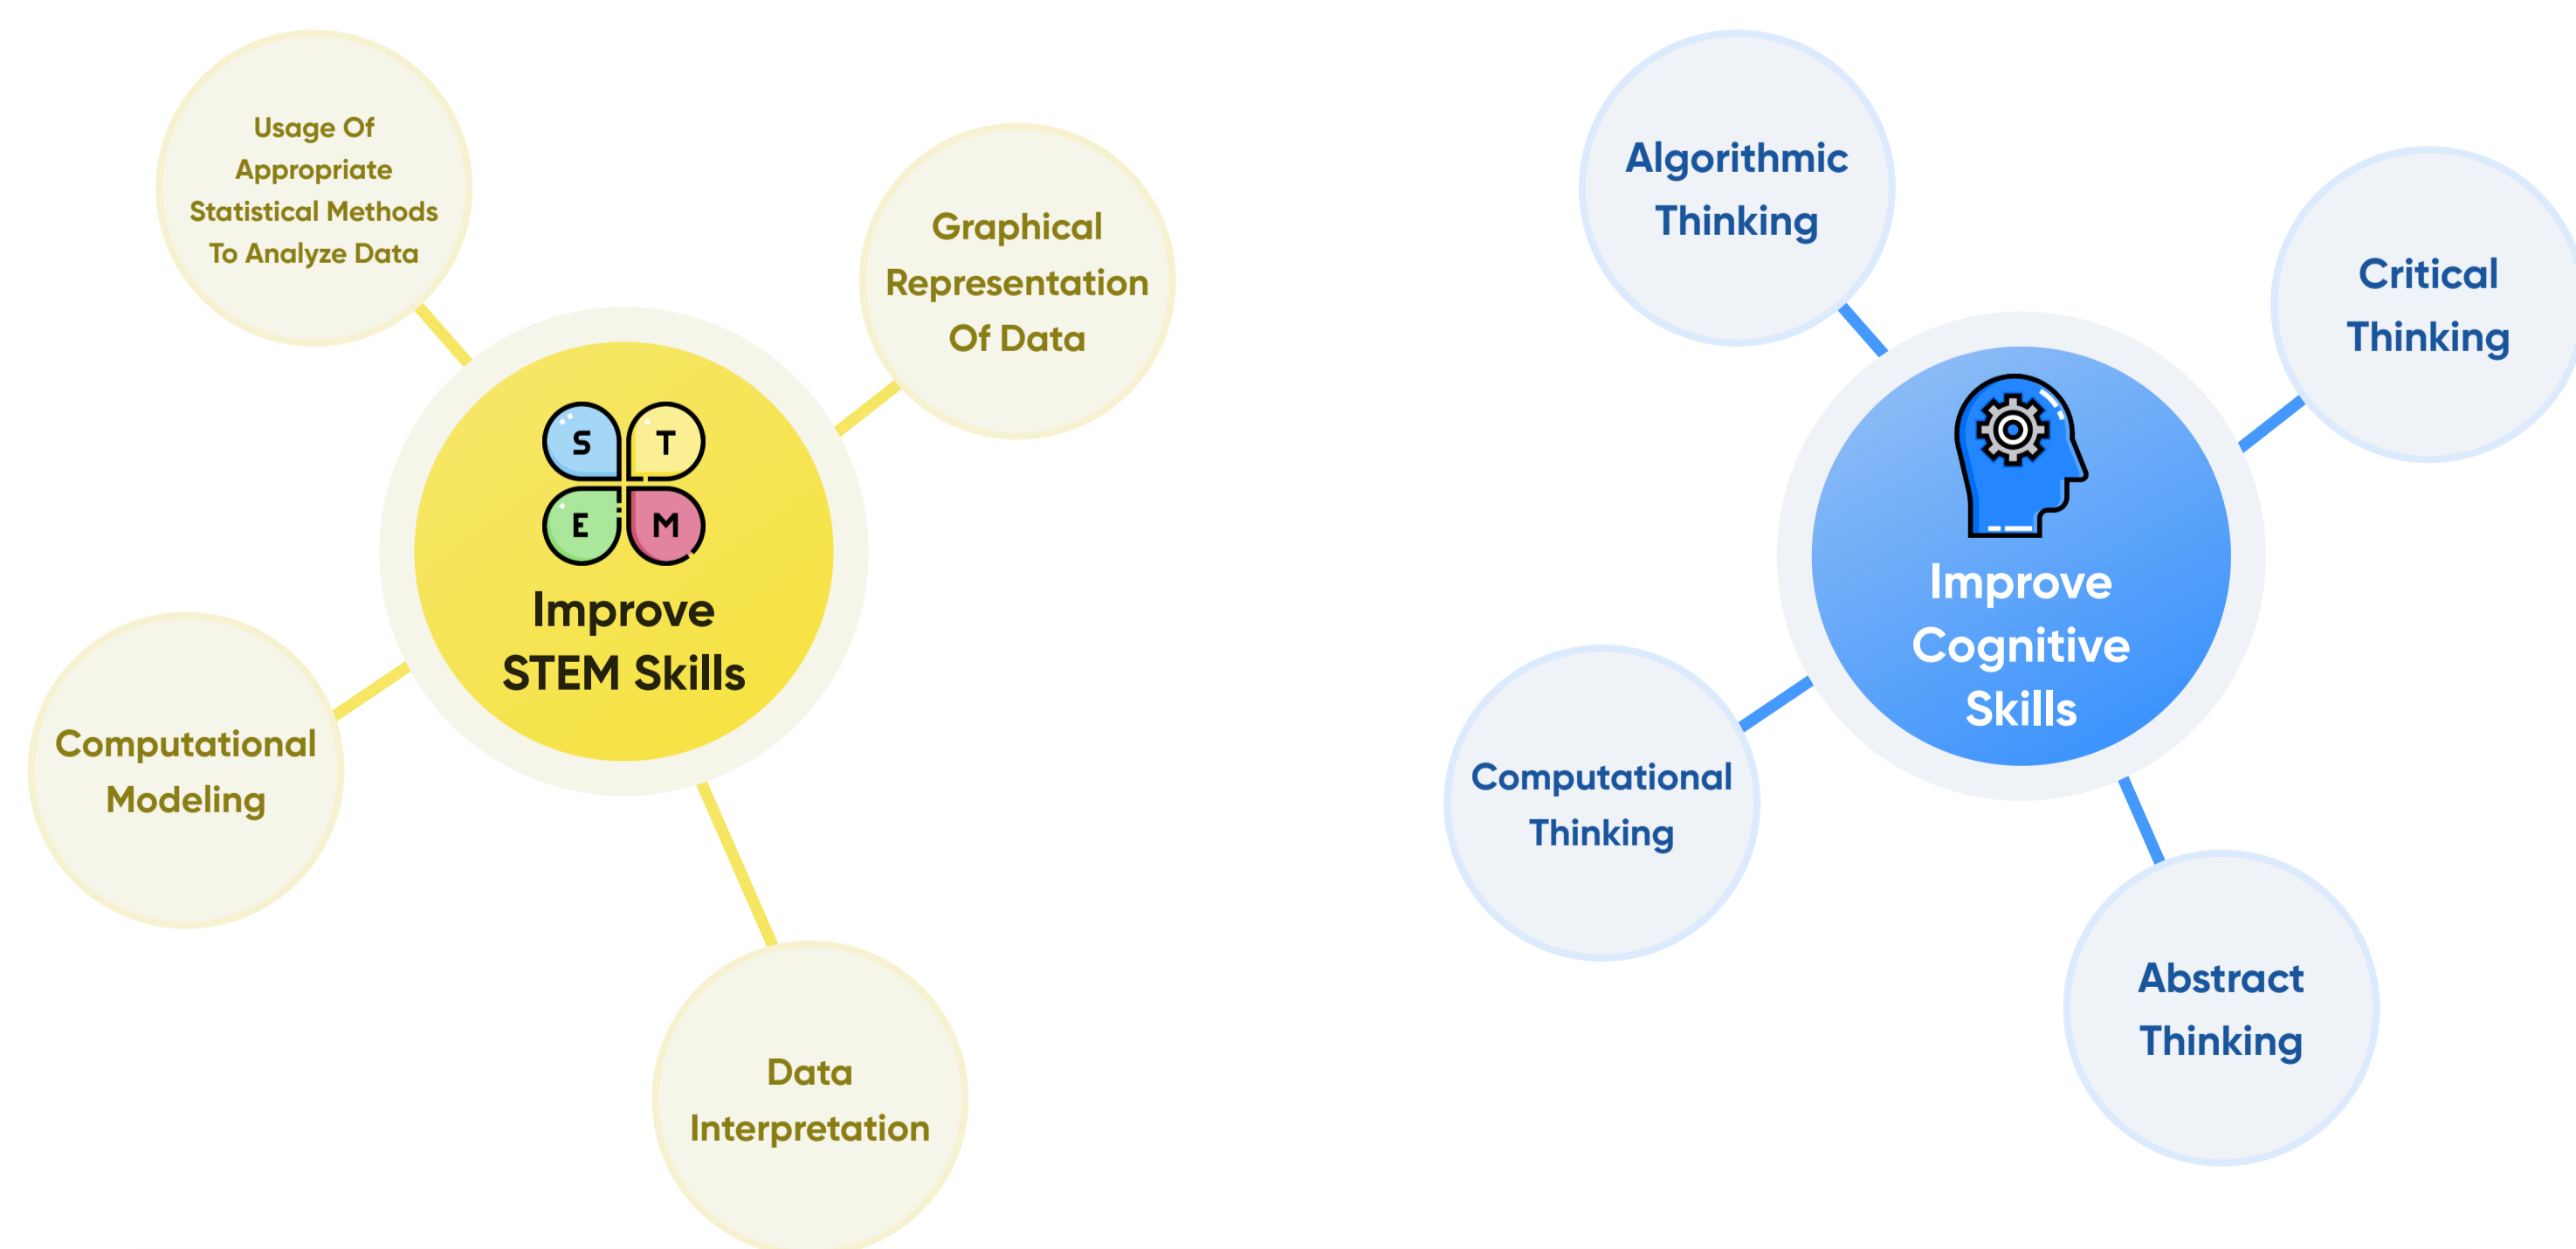 Usage Of
Appropriate
Statistical Methods
To Analyze Data
Graphical
Representation
Of Data
S T
E M
Improve
STEM Skills
Computational
Modeling
Data
Interpretation
Algorithmic
Thinking
Critical
Thinking
Improve
Cognitive
Skills
Computational
Thinking
Abstract
Thinking